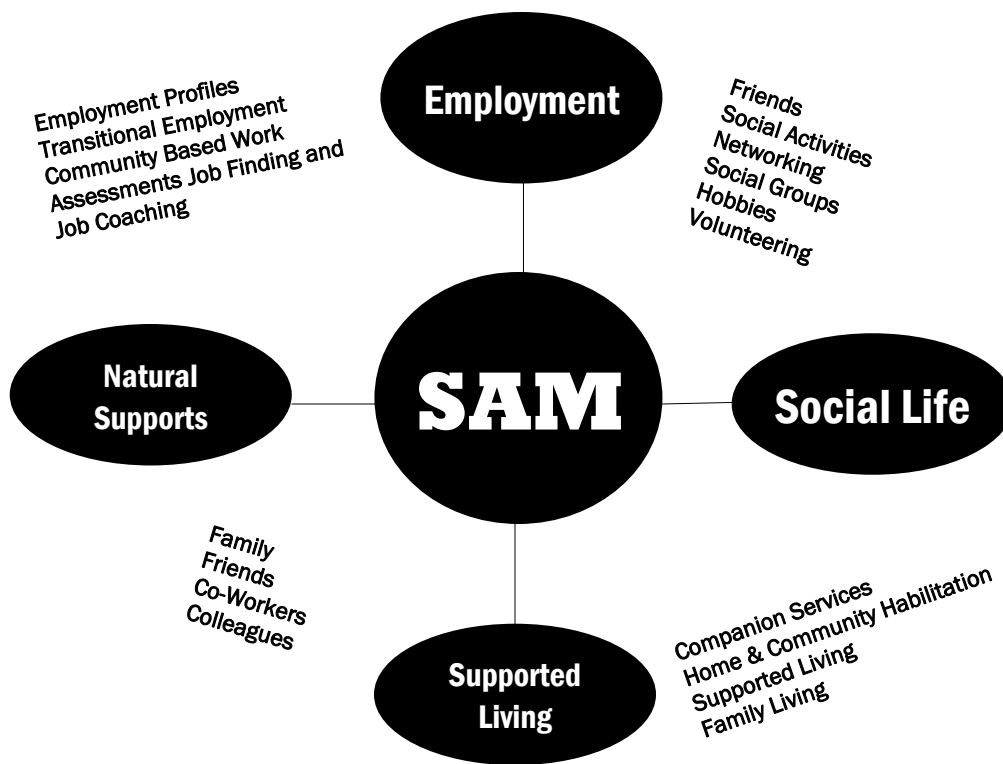 Employment
Employment Profiles
Transitional Employment
Community Based Work
Assessments Job Finding and
Job Coaching
Friends
Social Activities
Networking
Social Groups
Hobbies
Volunteering
Natural
Supports
SAM
Social Life
Family
Friends
Co-Workers
Colleagues
Supported
Living
Companion Services
Home & Community Habilitation
Supported Living
Family Living